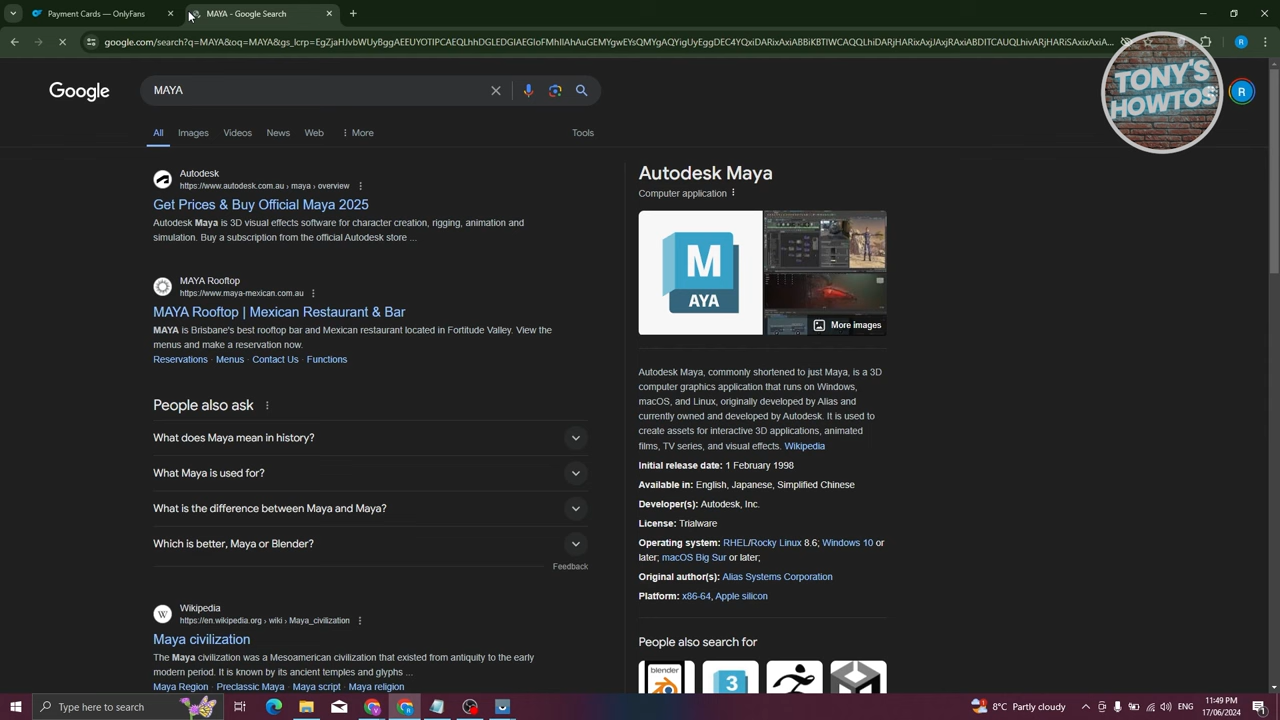 Payment Cards — OnlyFans
MAYA - Google Search
google.com/search?q=MAYA&oq=MAYA&gs_lcrp=
Google
MAYA
TONY'S
HOWTOS
R
R
All
Images
Videos
News
Web
More
Tools
Autodesk
https://www.autodesk.com.au › maya › overview
Get Prices & Buy Official Maya 2025
Autodesk Maya is 3D visual effects software for character creation, rigging, animation and
simulation. Buy a subscription from the official Autodesk store ...
MAYA Rooftop
https://www.maya-mexican.com.au
MAYA Rooftop | Mexican Restaurant & Bar
MAYA is Brisbane's best rooftop bar and Mexican restaurant located in Fortitude Valley. View the
menus and make a reservation now.
Reservations · Menus · Contact Us · Functions
People also ask
What does Maya mean in history?
What Maya is used for?
What is the difference between Maya and Maya?
Which is better, Maya or Blender?
Feedback
W
Wikipedia
https://en.wikipedia.org › wiki › Maya_civilization
Maya civilization
The Maya civilization was a Mesoamerican civilization that existed from antiquity to the early
modern period. It is known by its ancient temples and glyphs ...
Maya Region · Preclassic Maya · Maya script · Maya religion
Autodesk Maya
Computer application
M
AYA
More images
Autodesk Maya, commonly shortened to just Maya, is a 3D
computer graphics application that runs on Windows,
macOS, and Linux, originally developed by Alias and
currently owned and developed by Autodesk. It is used to
create assets for interactive 3D applications, animated
films, TV series, and visual effects. Wikipedia
Initial release date: 1 February 1998
Available in: English, Japanese, Simplified Chinese
Developer(s): Autodesk, Inc.
License: Trialware
Operating system: RHEL/Rocky Linux 8.6; Windows 10 or
later; macOS Big Sur or later;
Original author(s): Alias Systems Corporation
Platform: x86-64, Apple silicon
People also search for
blender
3
Type here to search
8°C Partly cloudy
11:49 PM
17/06/2024